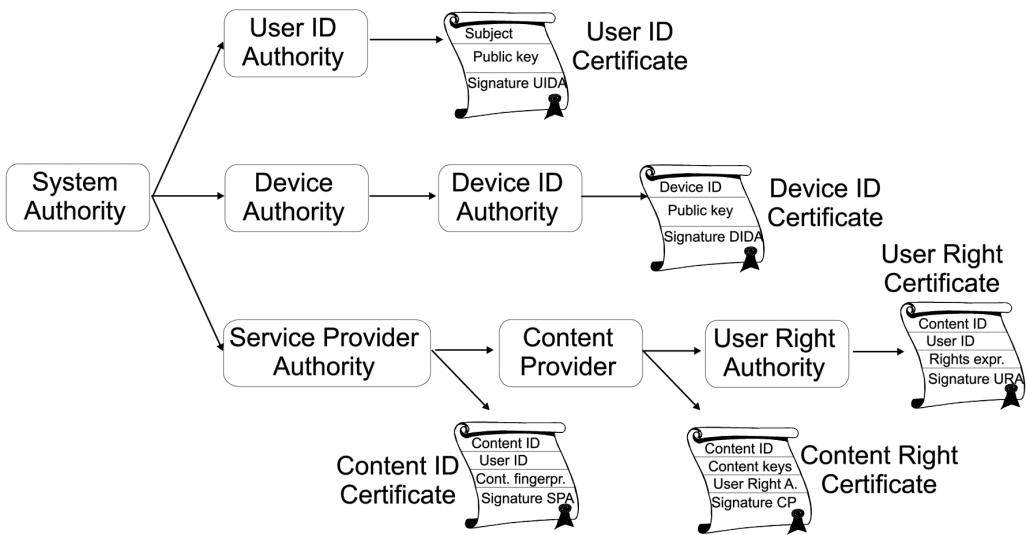 User ID
Authority
Subject
Public key
Signature UIDA
User ID
Certificate
System
Authority
Device
Authority
Device ID
Authority
Device ID
Public key
Signature DIDA
Device ID
Certificate
User Right
Certificate
Service Provider
Authority
Content
Provider
User Right
Authority
Content ID
User ID
Rights expr.
Signature URA
Content ID
Certificate
Content ID
User ID
Cont. fingerpr.
Signature SPA
Content ID
Content keys
User Right A.
Signature CP
Content Right
Certificate